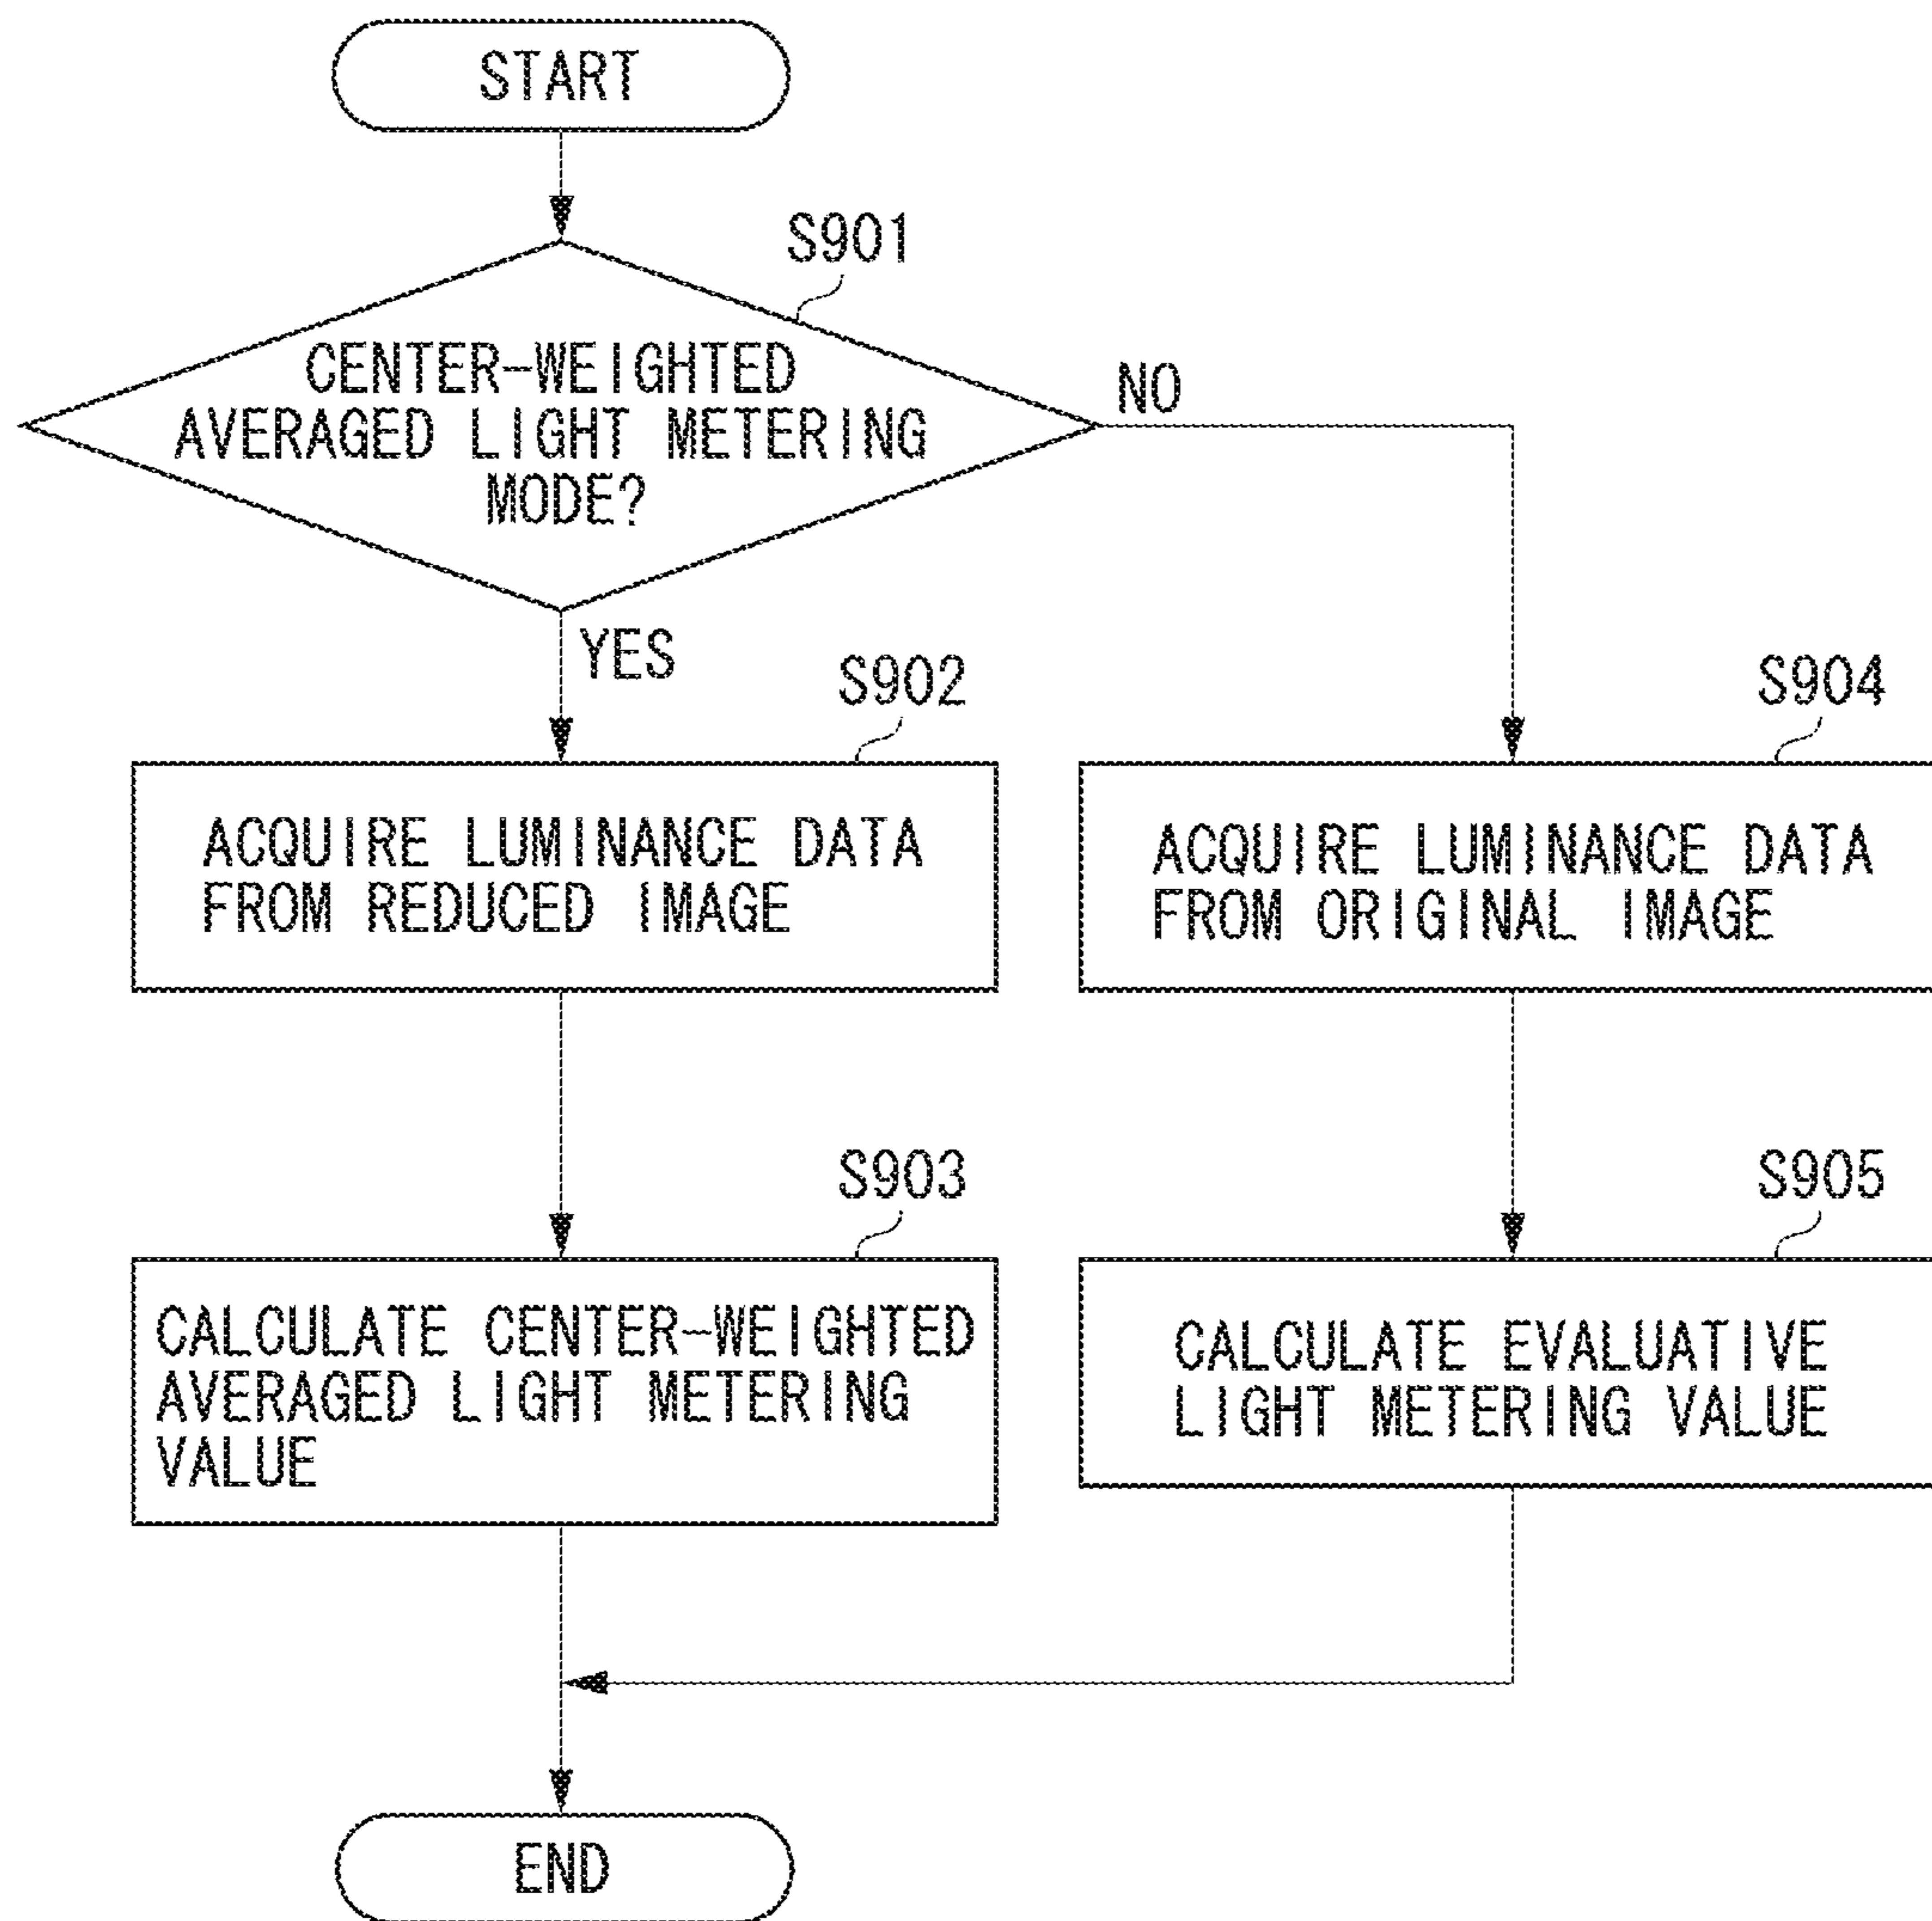 START
S901
CENTER-WEIGHTED
AVERAGED LIGHT METERING
MODE?
NO
YES
S902
ACQUIRE LUMINANCE DATA
FROM REDUCED IMAGE
S904
ACQUIRE LUMINANCE DATA
FROM ORIGINAL IMAGE
S903
CALCULATE CENTER-WEIGHTED
AVERAGED LIGHT METERING
VALUE
S905
CALCULATE EVALUATIVE
LIGHT METERING VALUE
END